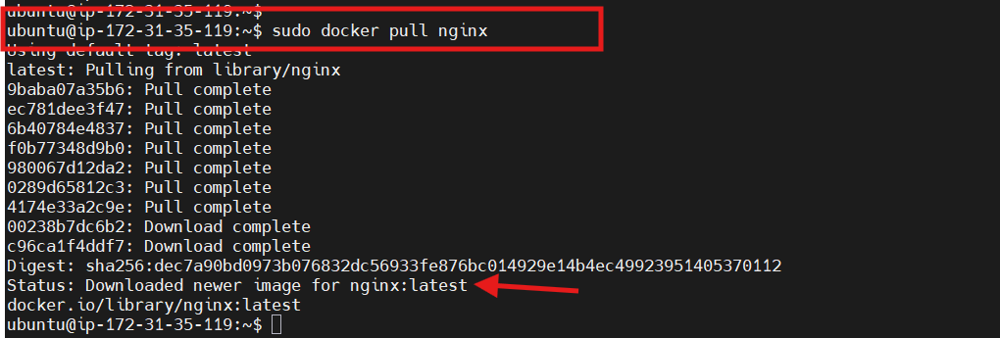 ubuntu@ip-172-31-35-119:~$
ubuntu@ip-172-31-35-119:~$ sudo docker pull nginx
Using default tag: latest
latest: Pulling from library/nginx
9baba07a35b6: Pull complete
ec781dee3f47: Pull complete
6b40784e4837: Pull complete
f0b77348d9b0: Pull complete
980067d12da2: Pull complete
0289d65812c3: Pull complete
4174e33a2c9e: Pull complete
00238b7dc6b2: Download complete
c96ca1f4ddf7: Download complete
Digest: sha256:dec7a90bd0973b076832dc56933fe876bc014929e14b4ec49923951405370112
Status: Downloaded newer image for nginx:latest
docker.io/library/nginx:latest
ubuntu@ip-172-31-35-119:~$